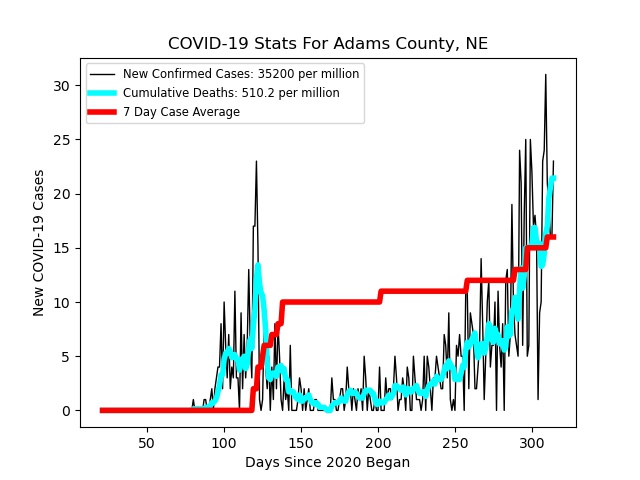 COVID-19 Stats For Adams County, NE
New Confirmed Cases: 35200 per million
Cumulative Deaths: 510.2 per million
7 Day Case Average
30
25
20
15
10
5
0
New COVID-19 Cases
50 100 150 200 250 300
Days Since 2020 Began